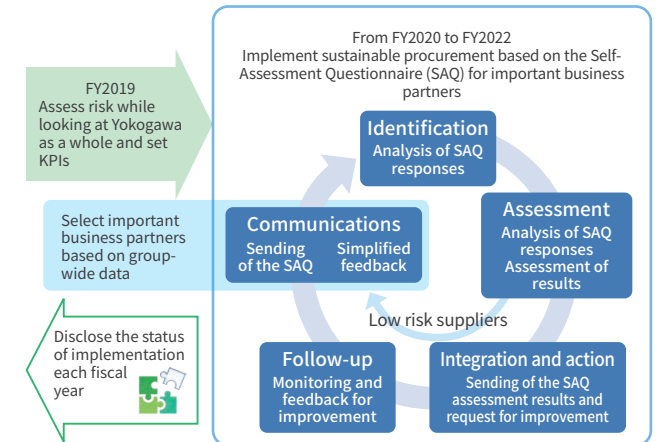 FY2019
Assess risk while
looking at Yokogawa
as a whole and set
KPIs
From FY2020 to FY2022
Implement sustainable procurement based on the Self-
Assessment Questionnaire (SAQ) for important business
partners
Identification
Analysis of SAQ
responses
Assessment
Analysis of SAQ
responses
Assessment of
results
Select important
business partners
based on group-
wide data
Communications
Sending
of the SAQ
Simplified
feedback
Low risk suppliers
Integration and action
Sending of the SAQ
assessment results and
request for improvement
Follow-up
Monitoring and
feedback for
improvement
Disclose the status
of implementation
each fiscal
year